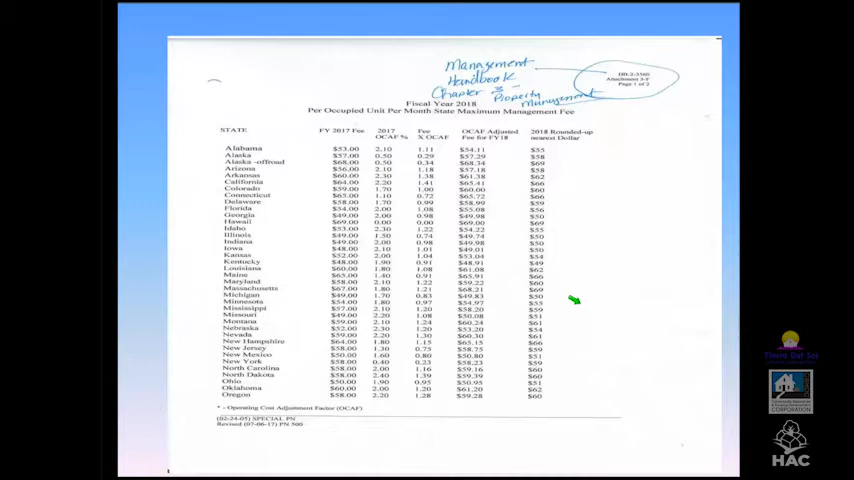 Management
Handbook
Chapter 3 - Property
Management
HB-2-3560
Attachment 3-F
Page 1 of 2
Fiscal Year 2018
Per Occupied Unit Per Month State Maximum Management Fee
STATE FY 2017 Fee 2017 OCAF % Fee X OCAF OCAF Adjusted Fee for FY18 2018 Rounded-up nearest Dollar
Alabama $53.00 2.10 1.11 $54.11 $55
Alaska $57.00 0.50 0.29 $57.29 $58
Alaska -offroad $68.00 0.50 0.34 $68.34 $69
Arizona $56.00 2.10 1.18 $57.18 $58
Arkansas $60.00 2.30 1.38 $61.38 $62
California $64.00 2.20 1.41 $65.41 $66
Colorado $59.00 1.70 1.00 $60.00 $60
Connecticut $65.00 1.10 0.72 $65.72 $66
Delaware $58.00 1.70 0.99 $58.99 $59
Florida $54.00 2.00 1.08 $55.08 $56
Georgia $49.00 2.00 0.98 $49.98 $50
Hawaii $69.00 0.00 0.00 $69.00 $69
Idaho $53.00 2.30 1.22 $54.22 $55
Illinois $49.00 1.50 0.74 $49.74 $50
Indiana $49.00 2.00 0.98 $49.98 $50
Iowa $48.00 2.10 1.01 $49.01 $50
Kansas $52.00 2.00 1.04 $53.04 $54
Kentucky $48.00 1.90 0.91 $48.91 $49
Louisiana $60.00 1.80 1.08 $61.08 $62
Maine $65.00 1.40 0.91 $65.91 $66
Maryland $58.00 2.10 1.22 $59.22 $60
Massachusetts $67.00 1.80 1.21 $68.21 $69
Michigan $49.00 1.70 0.83 $49.83 $50
Minnesota $54.00 1.80 0.97 $54.97 $55
Mississippi $57.00 2.10 1.20 $58.20 $59
Missouri $49.00 2.20 1.08 $50.08 $51
Montana $59.00 2.10 1.24 $60.24 $61
Nebraska $52.00 2.30 1.20 $53.20 $54
Nevada $59.00 2.20 1.30 $60.30 $61
New Hampshire $64.00 1.80 1.15 $65.15 $66
New Jersey $58.00 1.30 0.75 $58.75 $59
New Mexico $50.00 1.60 0.80 $50.80 $51
New York $58.00 0.40 0.23 $58.23 $59
North Carolina $58.00 2.00 1.16 $59.16 $60
North Dakota $58.00 2.40 1.39 $59.39 $60
Ohio $50.00 1.90 0.95 $50.95 $51
Oklahoma $60.00 2.00 1.20 $61.20 $62
Oregon $58.00 2.20 1.28 $59.28 $60
* - Operating Cost Adjustment Factor (OCAF)
(02-24-05) SPECIAL PN
Revised (07-06-17) PN 506
Tierra Del Sol
CORPORATION
HAC